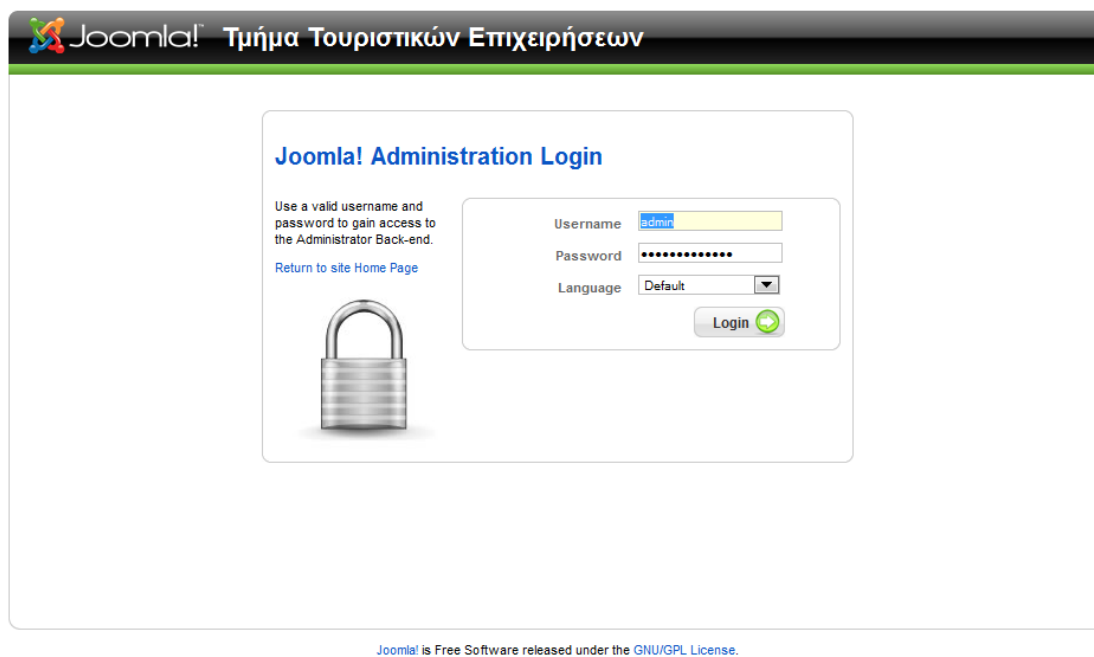 Joomla! Τμήμα Τουριστικών Επιχειρήσεων
Joomla! Administration Login
Use a valid username and
password to gain access to
the Administrator Back-end.
Return to site Home Page
Username admin
Password •••••••••••••
Language Default
Login
Joomla! is Free Software released under the GNU/GPL License.